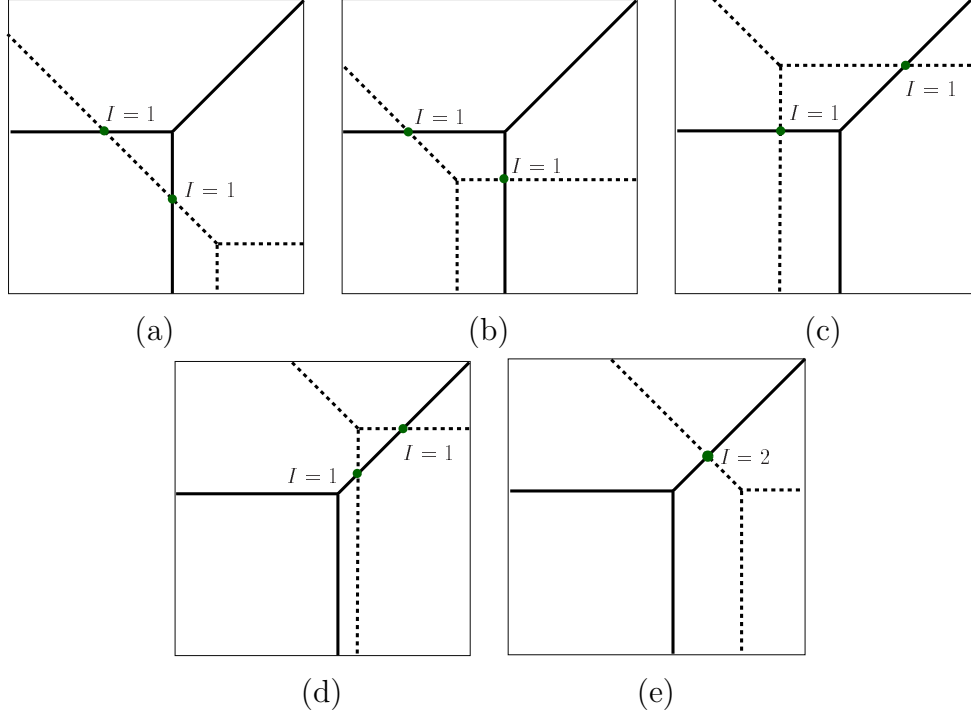 I = 1
I = 1
I = 1
I = 1
I = 1
I = 1
(a)
(b)
(c)
I = 1
I = 1
I = 2
(d)
(e)